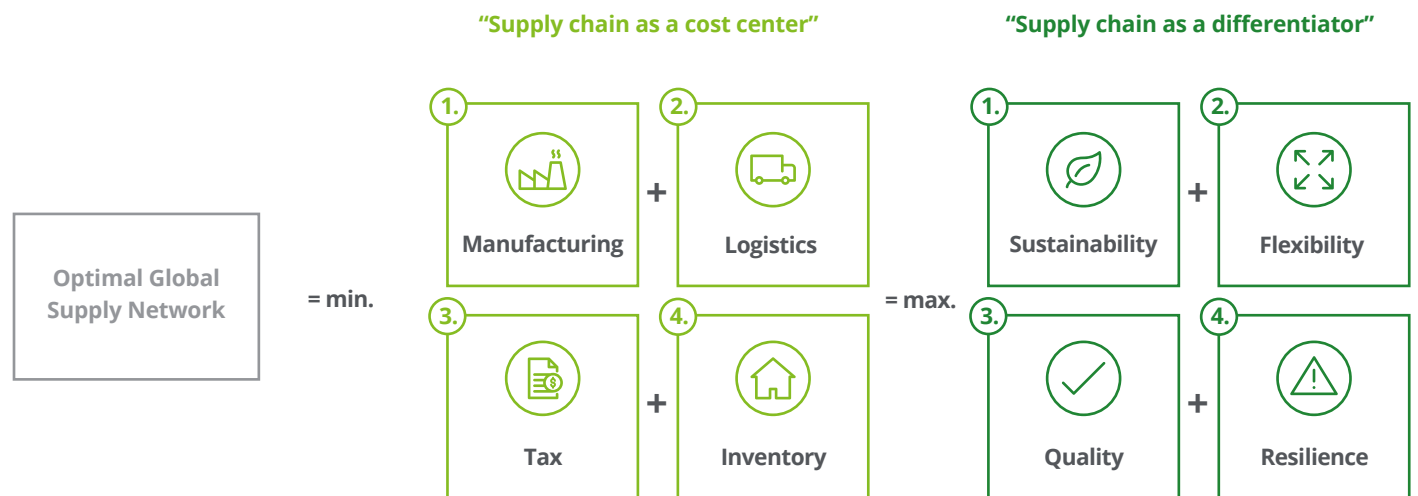 “Supply chain as a cost center”
“Supply chain as a differentiator”
Optimal Global
Supply Network
= min.
1.
Manufacturing
+
2.
Logistics
3.
Tax
+
4.
Inventory
= max.
1.
Sustainability
+
2.
Flexibility
3.
Quality
+
4.
Resilience